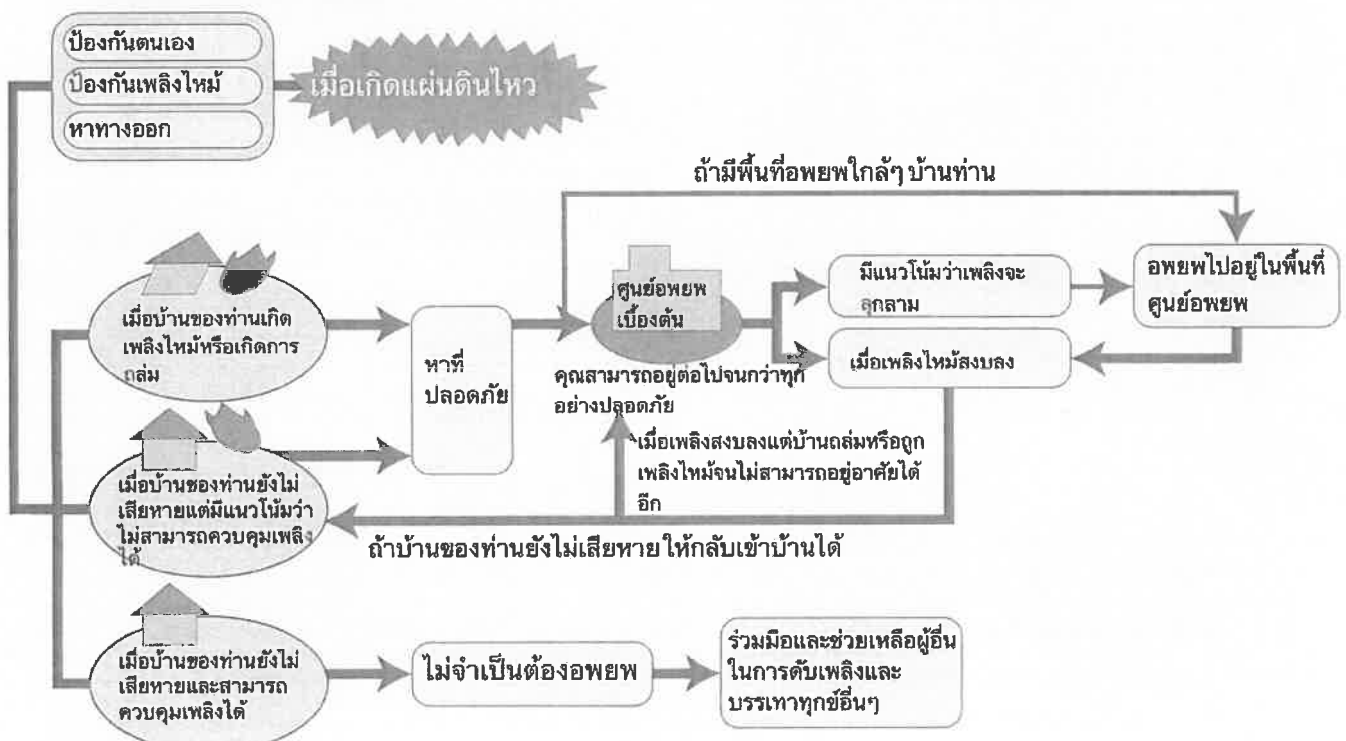 ป้องกันตนเอง
ป้องกันเพลิงไหม้
หาทางออก
เมื่อเกิดแผ่นดินไหว
ถ้ามีพื้นที่อพยพใกล้ๆ บ้านท่าน
เมื่อบ้านของท่านเกิด
เพลิงไหม้หรือเกิดการ
ถล่ม
หาที่
ปลอดภัย
ศูนย์อพยพ
เบื้องต้น
คุณสามารถอยู่ต่อไปจนกว่าทุก
อย่างปลอดภัย
มีแนวโน้มว่าเพลิงจะ
ลุกลาม
อพยพไปอยู่ในพื้นที่
ศูนย์อพยพ
เมื่อเพลิงไหม้สงบลง
เมื่อเพลิงสงบลงแต่บ้านถล่มหรือถูก
เพลิงไหม้จนไม่สามารถอยู่อาศัยได้
อีก
เมื่อบ้านของท่านยังไม่
เสียหายแต่มีแนวโน้มว่า
ไม่สามารถควบคุมเพลิง
ได้
ถ้าบ้านของท่านยังไม่เสียหาย ให้กลับเข้าบ้านได้
เมื่อบ้านของท่านยังไม่
เสียหายและสามารถ
ควบคุมเพลิงได้
ไม่จำเป็นต้องอพยพ
ร่วมมือและช่วยเหลือผู้อื่น
ในการดับเพลิงและ
บรรเทาทุกข์อื่นๆ